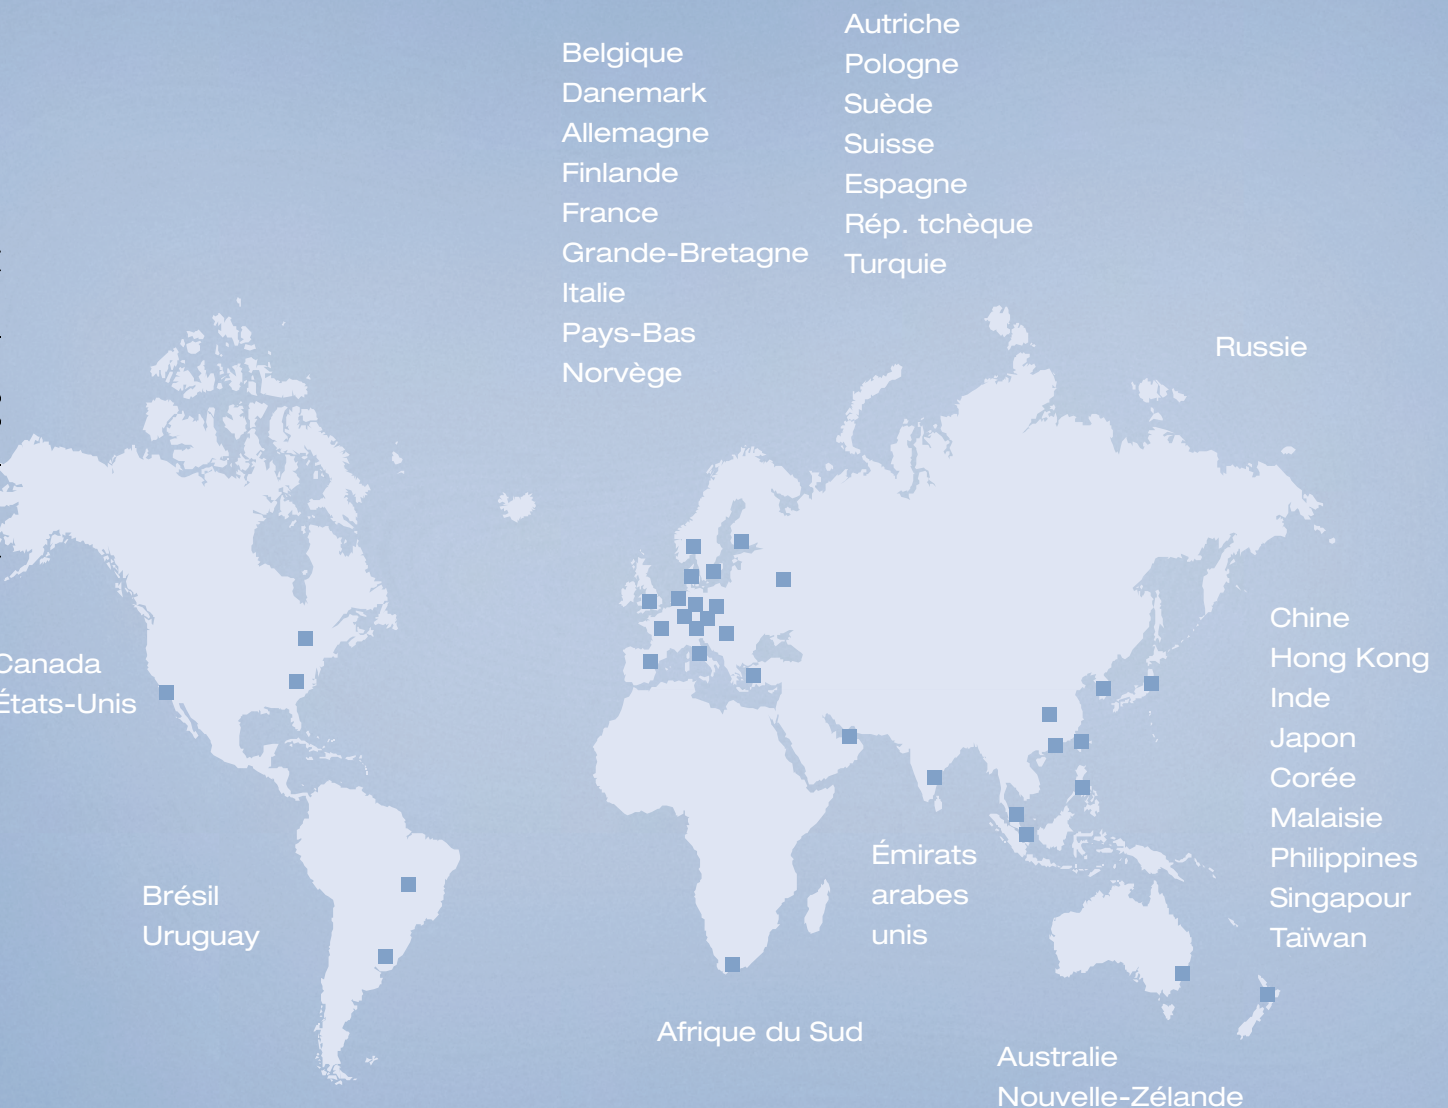 Belgique
Danemark
Allemagne
Finlande
France
Grande-Bretagne
Italie
Pays-Bas
Norvège
Autriche
Pologne
Suède
Suisse
Espagne
Rép. tchèque
Turquie
Russie
Canada
États-Unis
Chine
Hong Kong
Inde
Japon
Corée
Malaisie
Philippines
Singapour
Taïwan
Brésil
Uruguay
Émirats
arabes
unis
Afrique du Sud
Australie
Nouvelle-Zélande